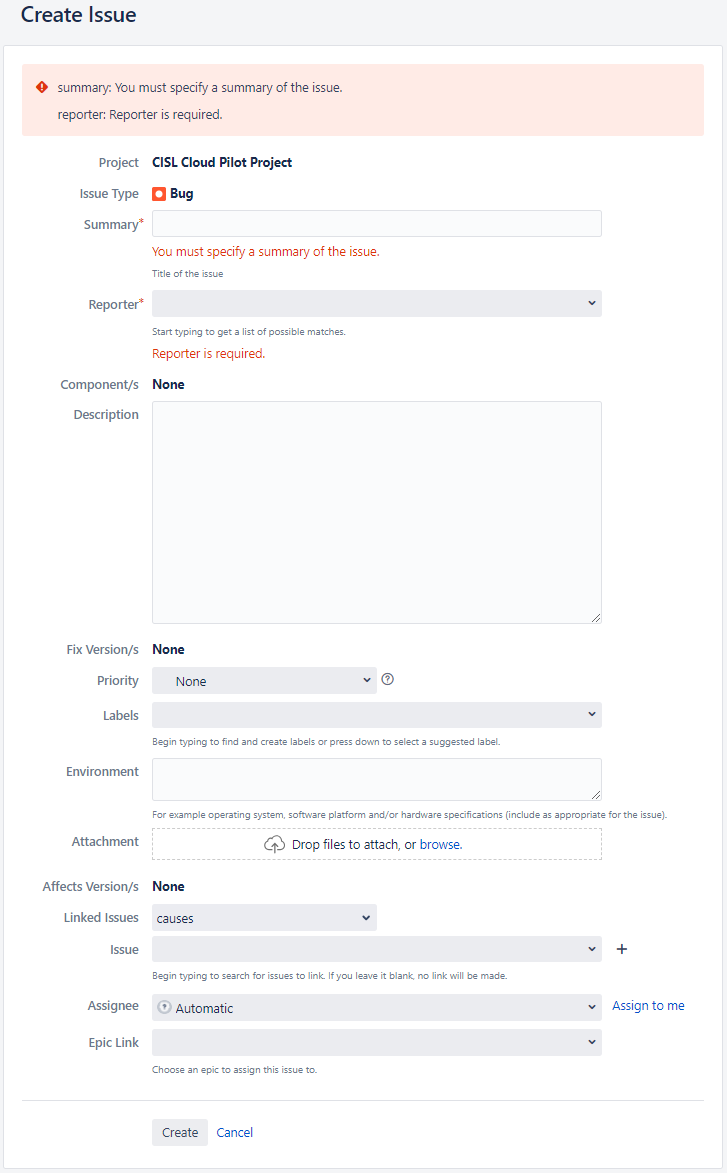 Create Issue
summary: You must specify a summary of the issue.
reporter: Reporter is required.
Project CISL Cloud Pilot Project
Issue Type Bug
Summary*
You must specify a summary of the issue.
Title of the issue
Reporter*
Start typing to get a list of possible matches.
Reporter is required.
Component/s None
Description
Fix Version/s None
Priority None
Labels
Begin typing to find and create labels or press down to select a suggested label.
Environment
For example operating system, software platform and/or hardware specifications (include as appropriate for the issue).
Attachment Drop files to attach, or browse.
Affects Version/s None
Linked Issues causes
Issue
Begin typing to search for issues to link. If you leave it blank, no link will be made.
Assignee Automatic Assign to me
Epic Link
Choose an epic to assign this issue to.
Create Cancel